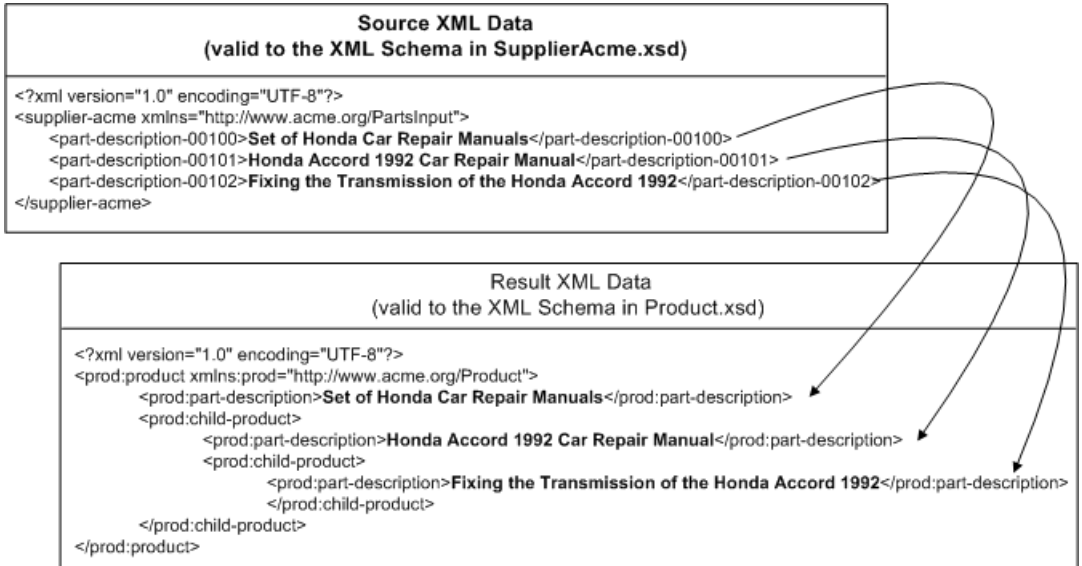 Source XML Data
(valid to the XML Schema in SupplierAcme.xsd)
<?xml version="1.0" encoding="UTF-8"?>
<supplier-acme xmlns="http://www.acme.org/PartsInput">
<part-description-00100>Set of Honda Car Repair Manuals</part-description-00100>
<part-description-00101>Honda Accord 1992 Car Repair Manual</part-description-00101>
<part-description-00102>Fixing the Transmission of the Honda Accord 1992</part-description-00102>
</supplier-acme>
Result XML Data
(valid to the XML Schema in Product.xsd)
<?xml version="1.0" encoding="UTF-8"?>
<prod:product xmlns:prod="http://www.acme.org/Product">
<prod:part-description>Set of Honda Car Repair Manuals</prod:part-description>
<prod:child-product>
<prod:part-description>Honda Accord 1992 Car Repair Manual</prod:part-description>
<prod:child-product>
<prod:part-description>Fixing the Transmission of the Honda Accord 1992</prod:part-description>
</prod:child-product>
</prod:child-product>
</prod:product>